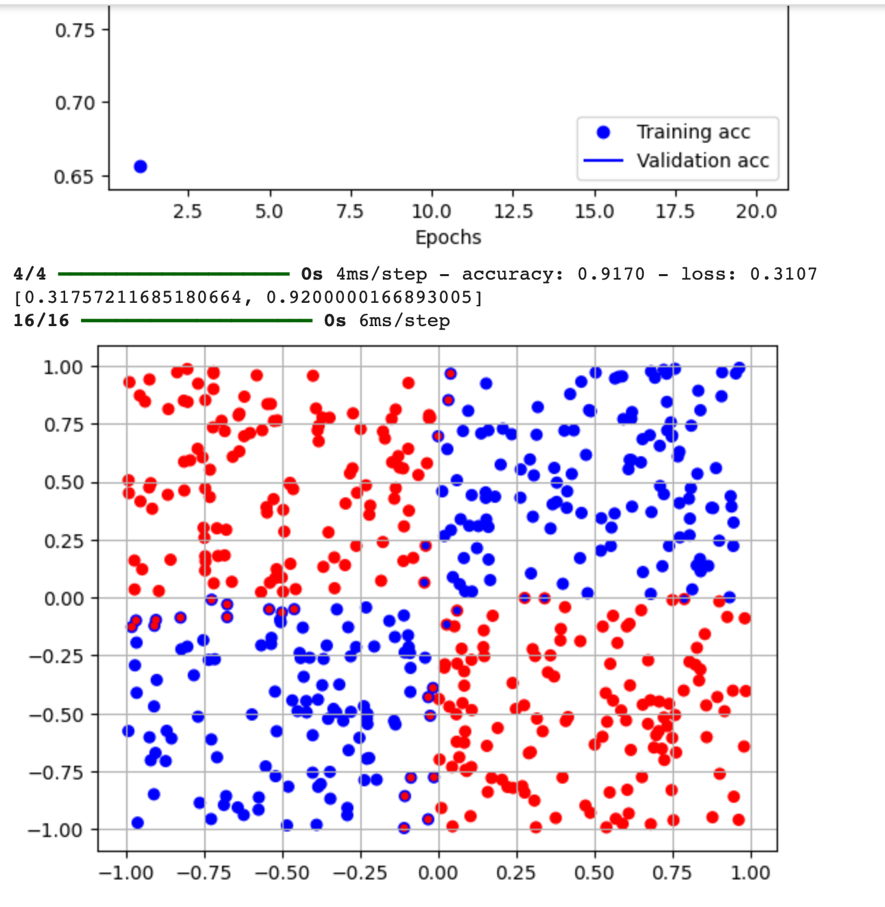 0.75
0.70
Training acc
Validation acc
0.65
2.5 5.0 7.5 10.0 12.5 15.0 17.5 20.0
Epochs
4/4 ━━━━━━━━━━━━━━━━━━━━ 0s 4ms/step - accuracy: 0.9170 - loss: 0.3107
[0.31757211685180664, 0.9200000166893005]
16/16 ━━━━━━━━━━━━━━━━━━━━ 0s 6ms/step
1.00
0.75
0.50
0.25
0.00
−0.25
−0.50
−0.75
−1.00
−1.00 −0.75 −0.50 −0.25 0.00 0.25 0.50 0.75 1.00